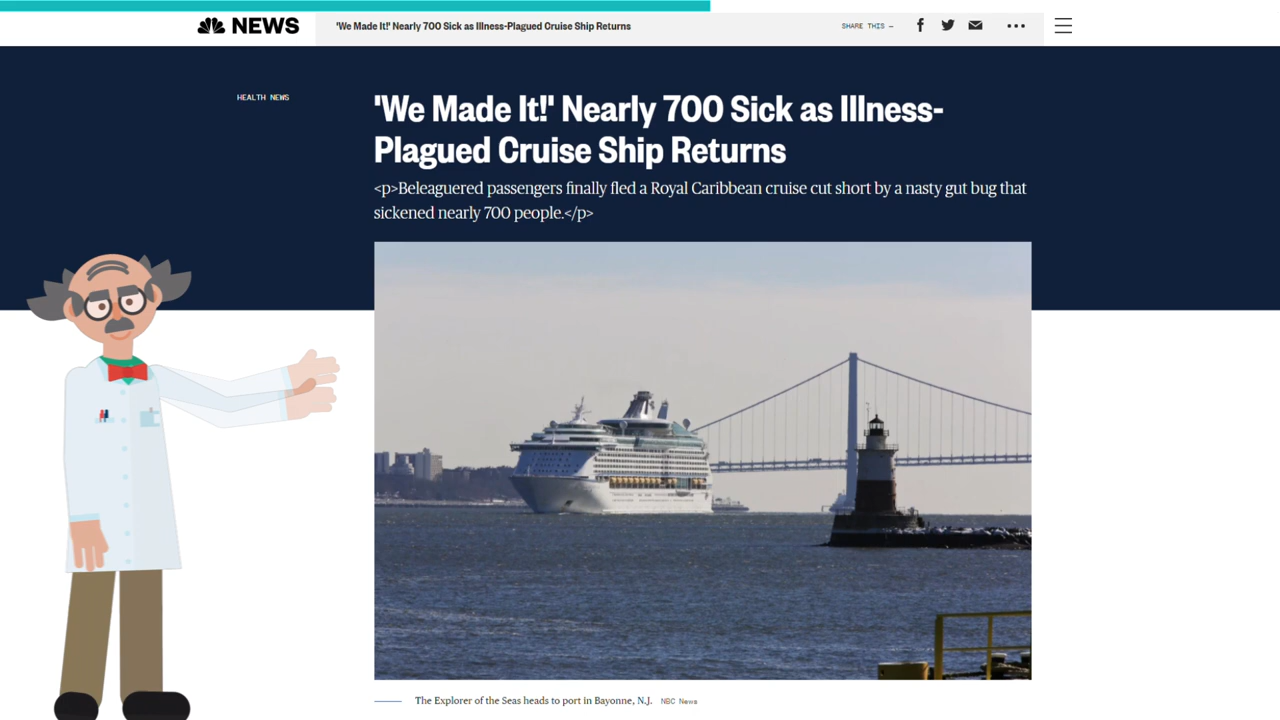 NEWS
'We Made It!' Nearly 700 Sick as Illness-Plagued Cruise Ship Returns
SHARE THIS —
HEALTH NEWS
'We Made It!' Nearly 700 Sick as Illness-
Plagued Cruise Ship Returns
<p>Beleaguered passengers finally fled a Royal Caribbean cruise cut short by a nasty gut bug that
sickened nearly 700 people.</p>
The Explorer of the Seas heads to port in Bayonne, N.J. NBC News